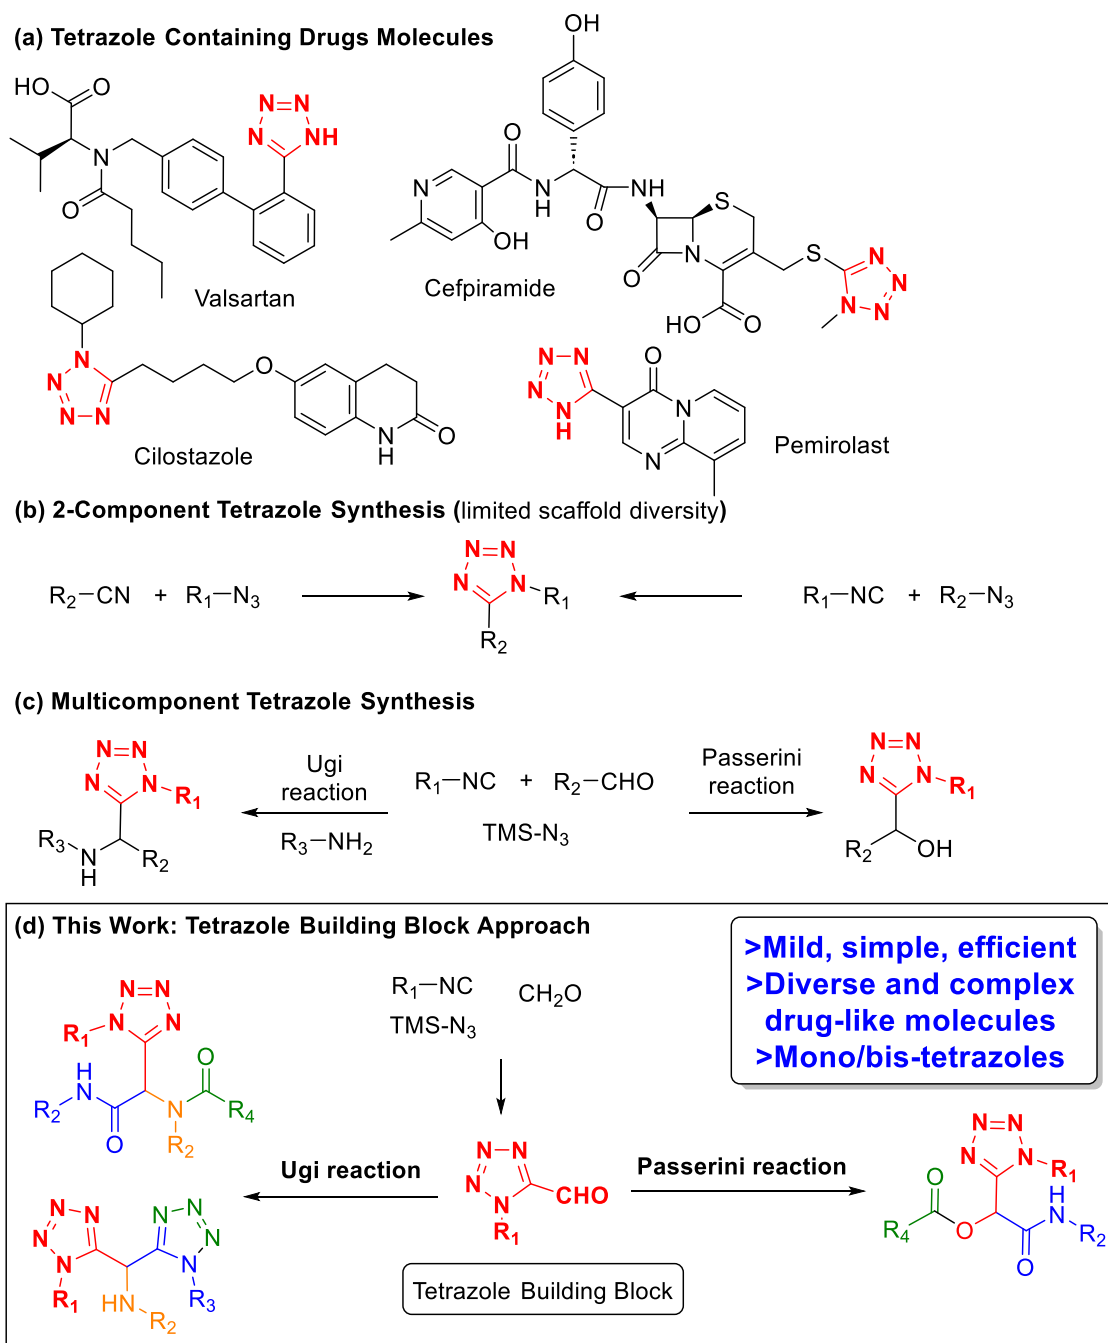 (a) Tetrazole Containing Drugs Molecules
OH
HO O
N N
N N
N NH
O
O
O
N
N
H
O
NH
S
OH
O
N
S
N
N
N
N
HO O
Valsartan
Cefpiramide
N
N
N N
O
N
H
O
Cilostazole
N N
N
N
H
O
N
N
Pemirolast
(b) 2-Component Tetrazole Synthesis (limited scaffold diversity)
R2–CN + R1–N3
N N
N N
R1
R2
R1–NC + R2–N3
(c) Multicomponent Tetrazole Synthesis
N N
N N
R1
R3
N
H
R2
Ugi
reaction
R3–NH2
R1–NC + R2–CHO
TMS-N3
Passerini
reaction
N N
N N
R1
R2 OH
(d) This Work: Tetrazole Building Block Approach
>Mild, simple, efficient
>Diverse and complex
drug-like molecules
>Mono/bis-tetrazoles
R1–NC CH2O
TMS-N3
N N
N N
R1
H
N
R2
O
N
R2
O
R4
Ugi reaction
N N
N
N
CHO
R1
Passerini reaction
N N
N N
R1
O
R4 O
H
N
R2
O
N N
N
N
R1
N N
N
N
R3
HN
R2
Tetrazole Building Block